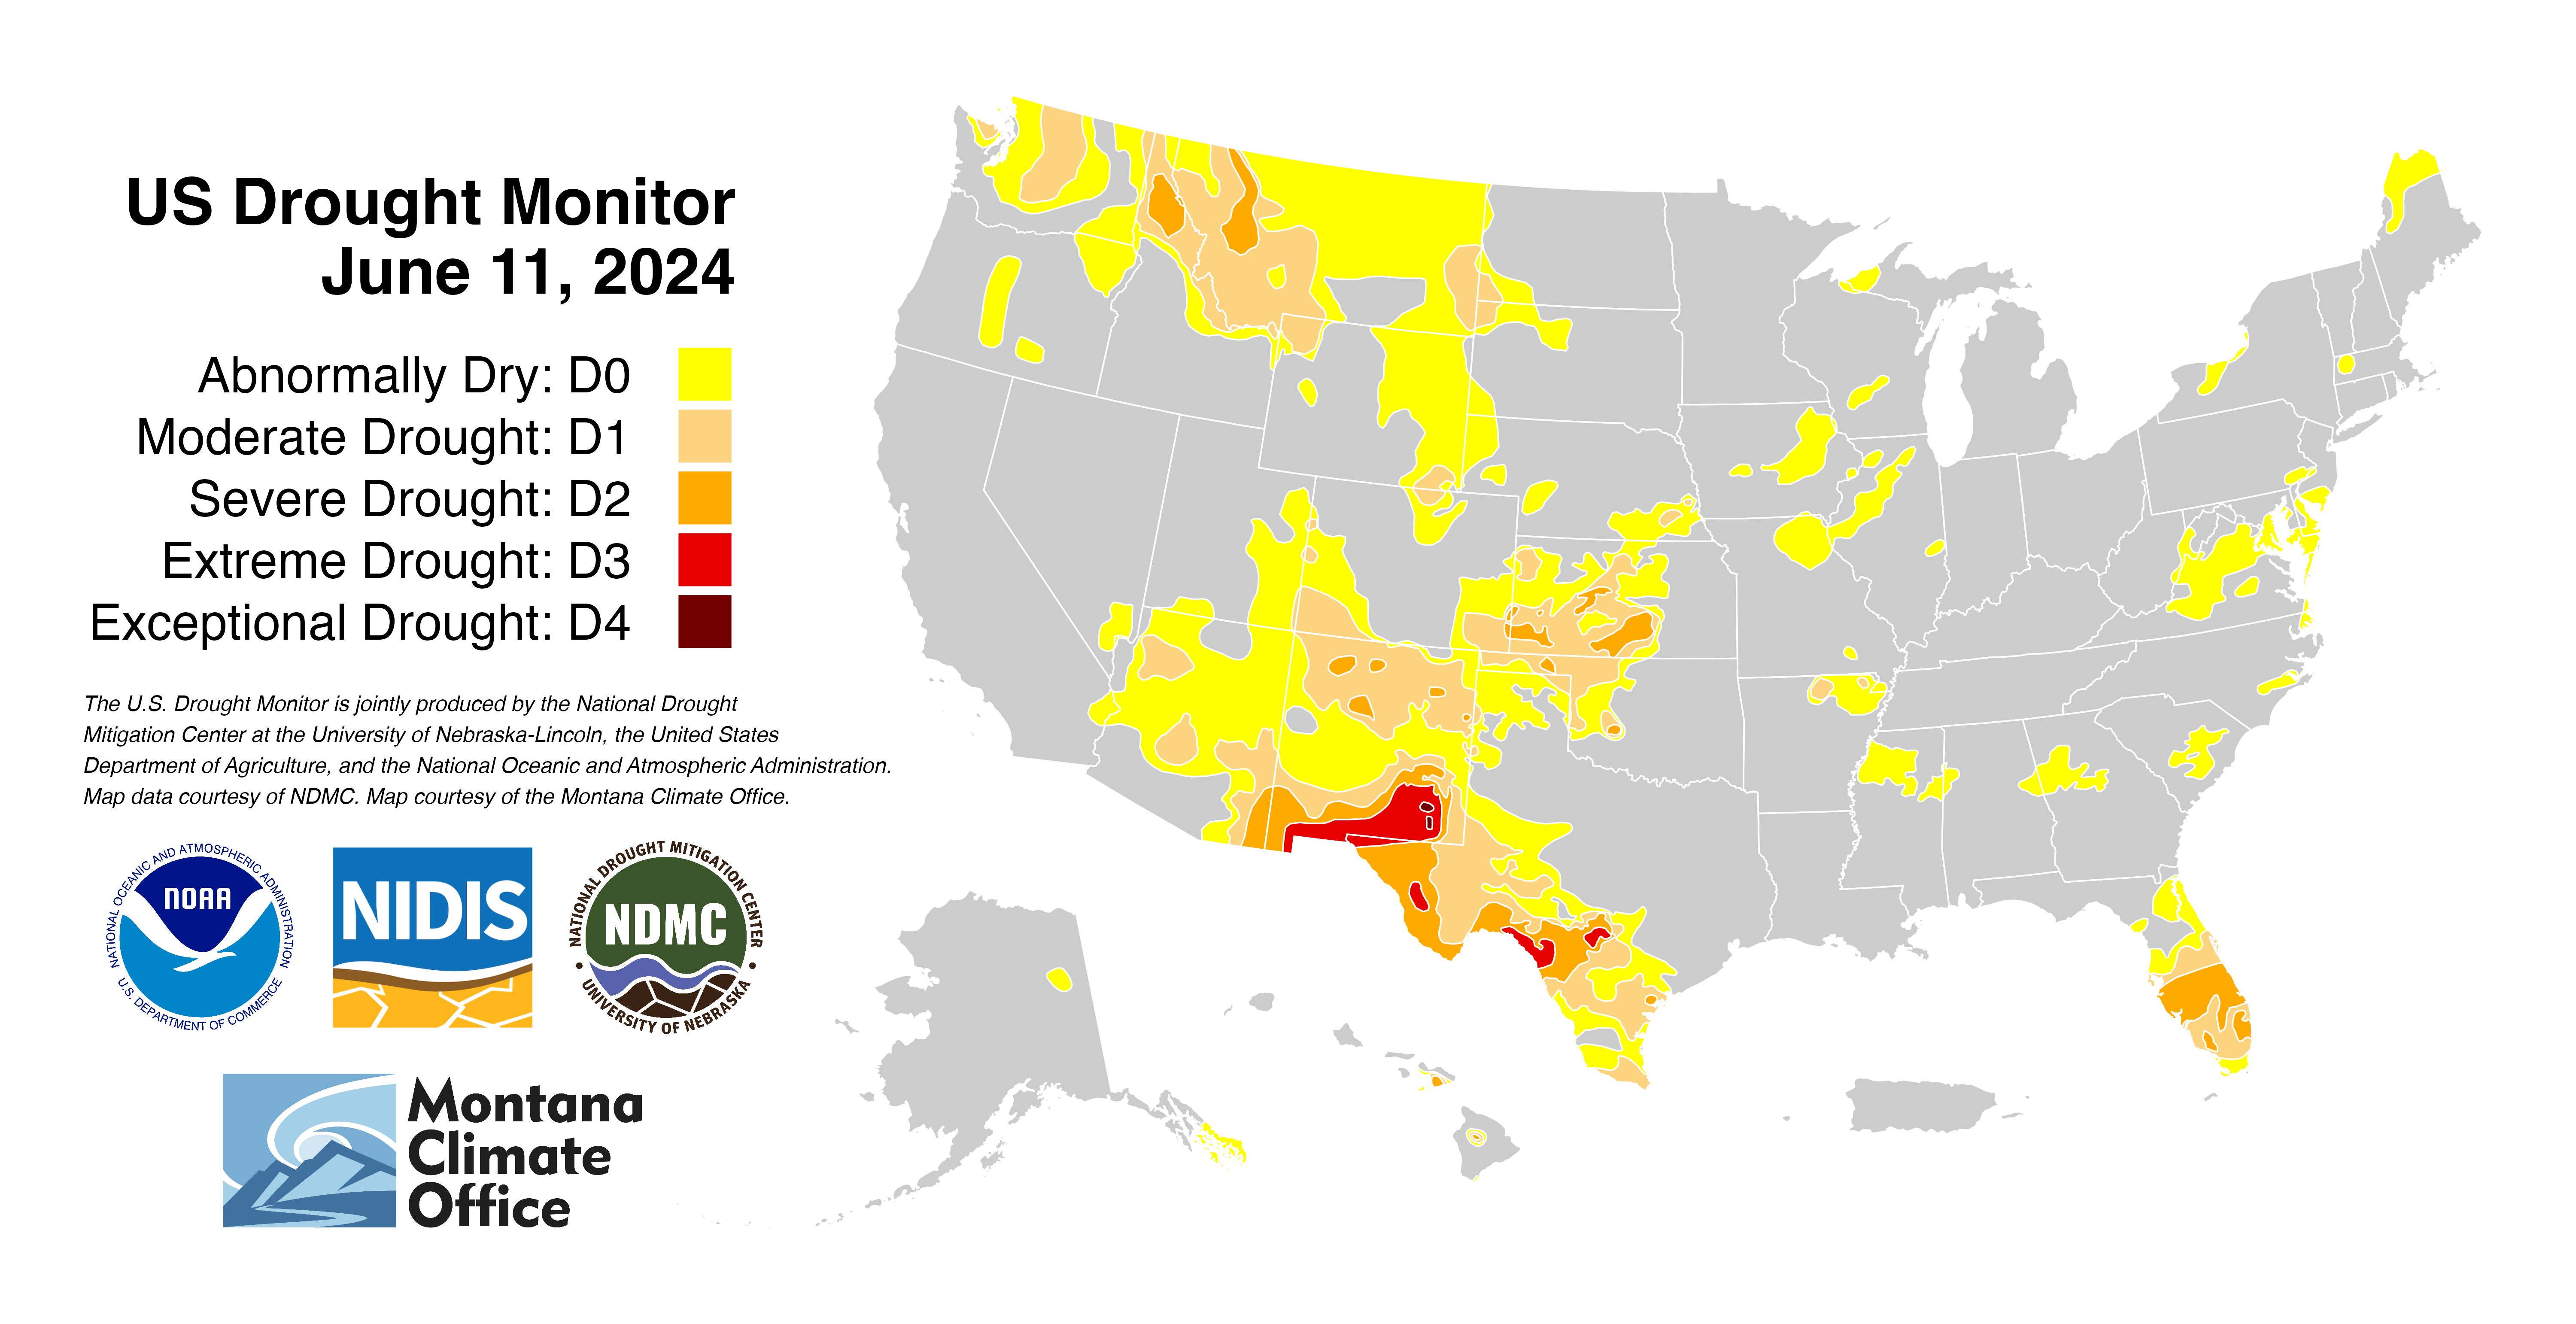 US Drought Monitor
June 11, 2024
Abnormally Dry: D0
Moderate Drought: D1
Severe Drought: D2
Extreme Drought: D3
Exceptional Drought: D4
The U.S. Drought Monitor is jointly produced by the National Drought
Mitigation Center at the University of Nebraska-Lincoln, the United States
Department of Agriculture, and the National Oceanic and Atmospheric Administration.
Map data courtesy of NDMC. Map courtesy of the Montana Climate Office.
NATIONAL OCEANIC AND ATMOSPHERIC ADMINISTRATION
NOAA
U.S. DEPARTMENT OF COMMERCE
NIDIS
NATIONAL DROUGHT MITIGATION CENTER
NDMC
UNIVERSITY OF NEBRASKA
Montana
Climate
Office